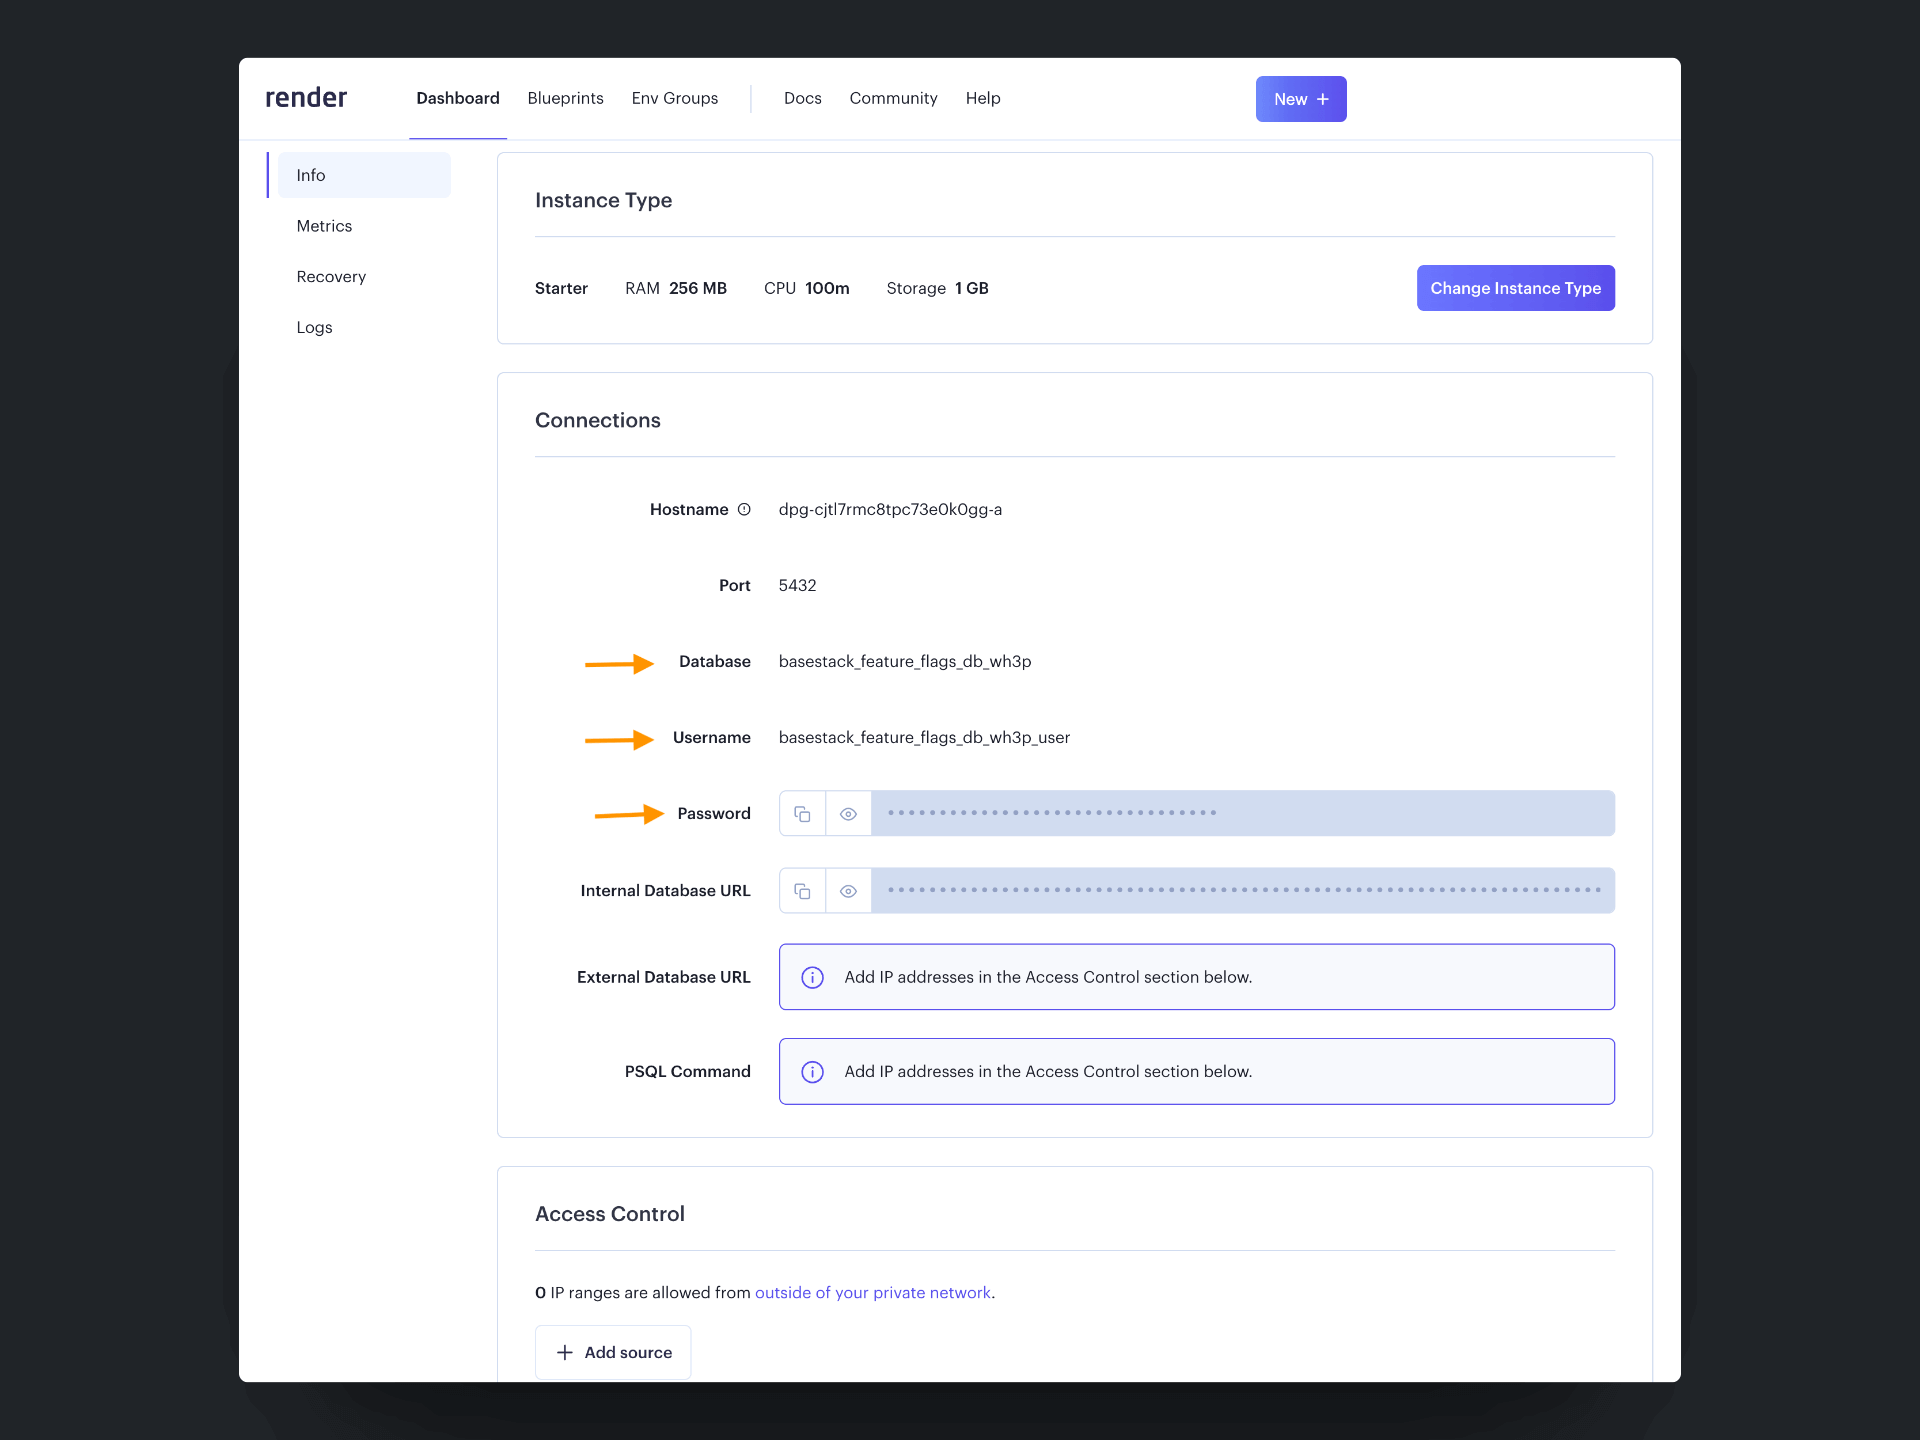 render
Dashboard Blueprints Env Groups Docs Community Help New +
Info
Metrics
Recovery
Logs
Instance Type
Starter RAM 256 MB CPU 100m Storage 1 GB Change Instance Type
Connections
Hostname dpg-cjtl7rmc8tpc73e0k0gg-a
Port 5432
Database basestack_feature_flags_db_wh3p
Username basestack_feature_flags_db_wh3p_user
Password
Internal Database URL
External Database URL Add IP addresses in the Access Control section below.
PSQL Command Add IP addresses in the Access Control section below.
Access Control
0 IP ranges are allowed from outside of your private network.
+ Add source